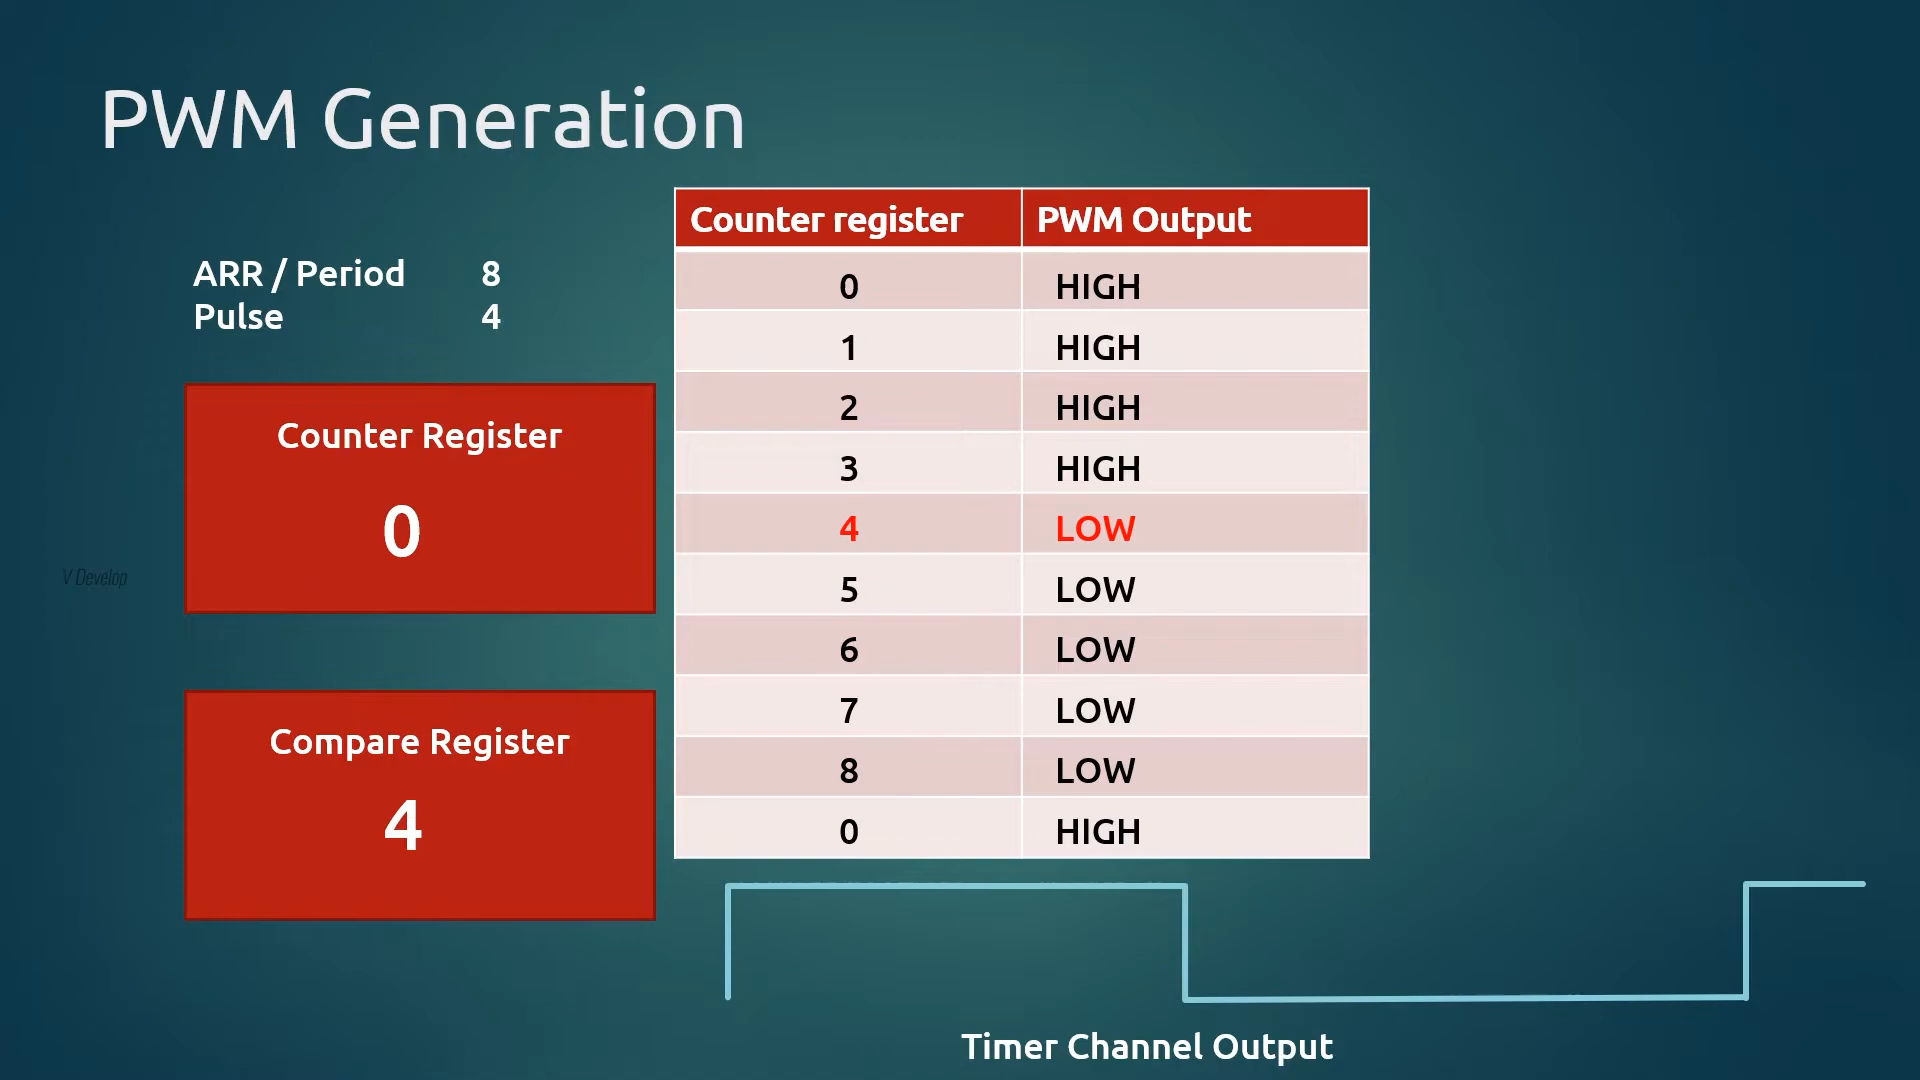 PWM Generation
ARR / Period 8
Pulse 4
Counter Register
0
Compare Register
4
V Develop
Counter register PWM Output
0 HIGH
1 HIGH
2 HIGH
3 HIGH
4 LOW
5 LOW
6 LOW
7 LOW
8 LOW
0 HIGH
Timer Channel Output